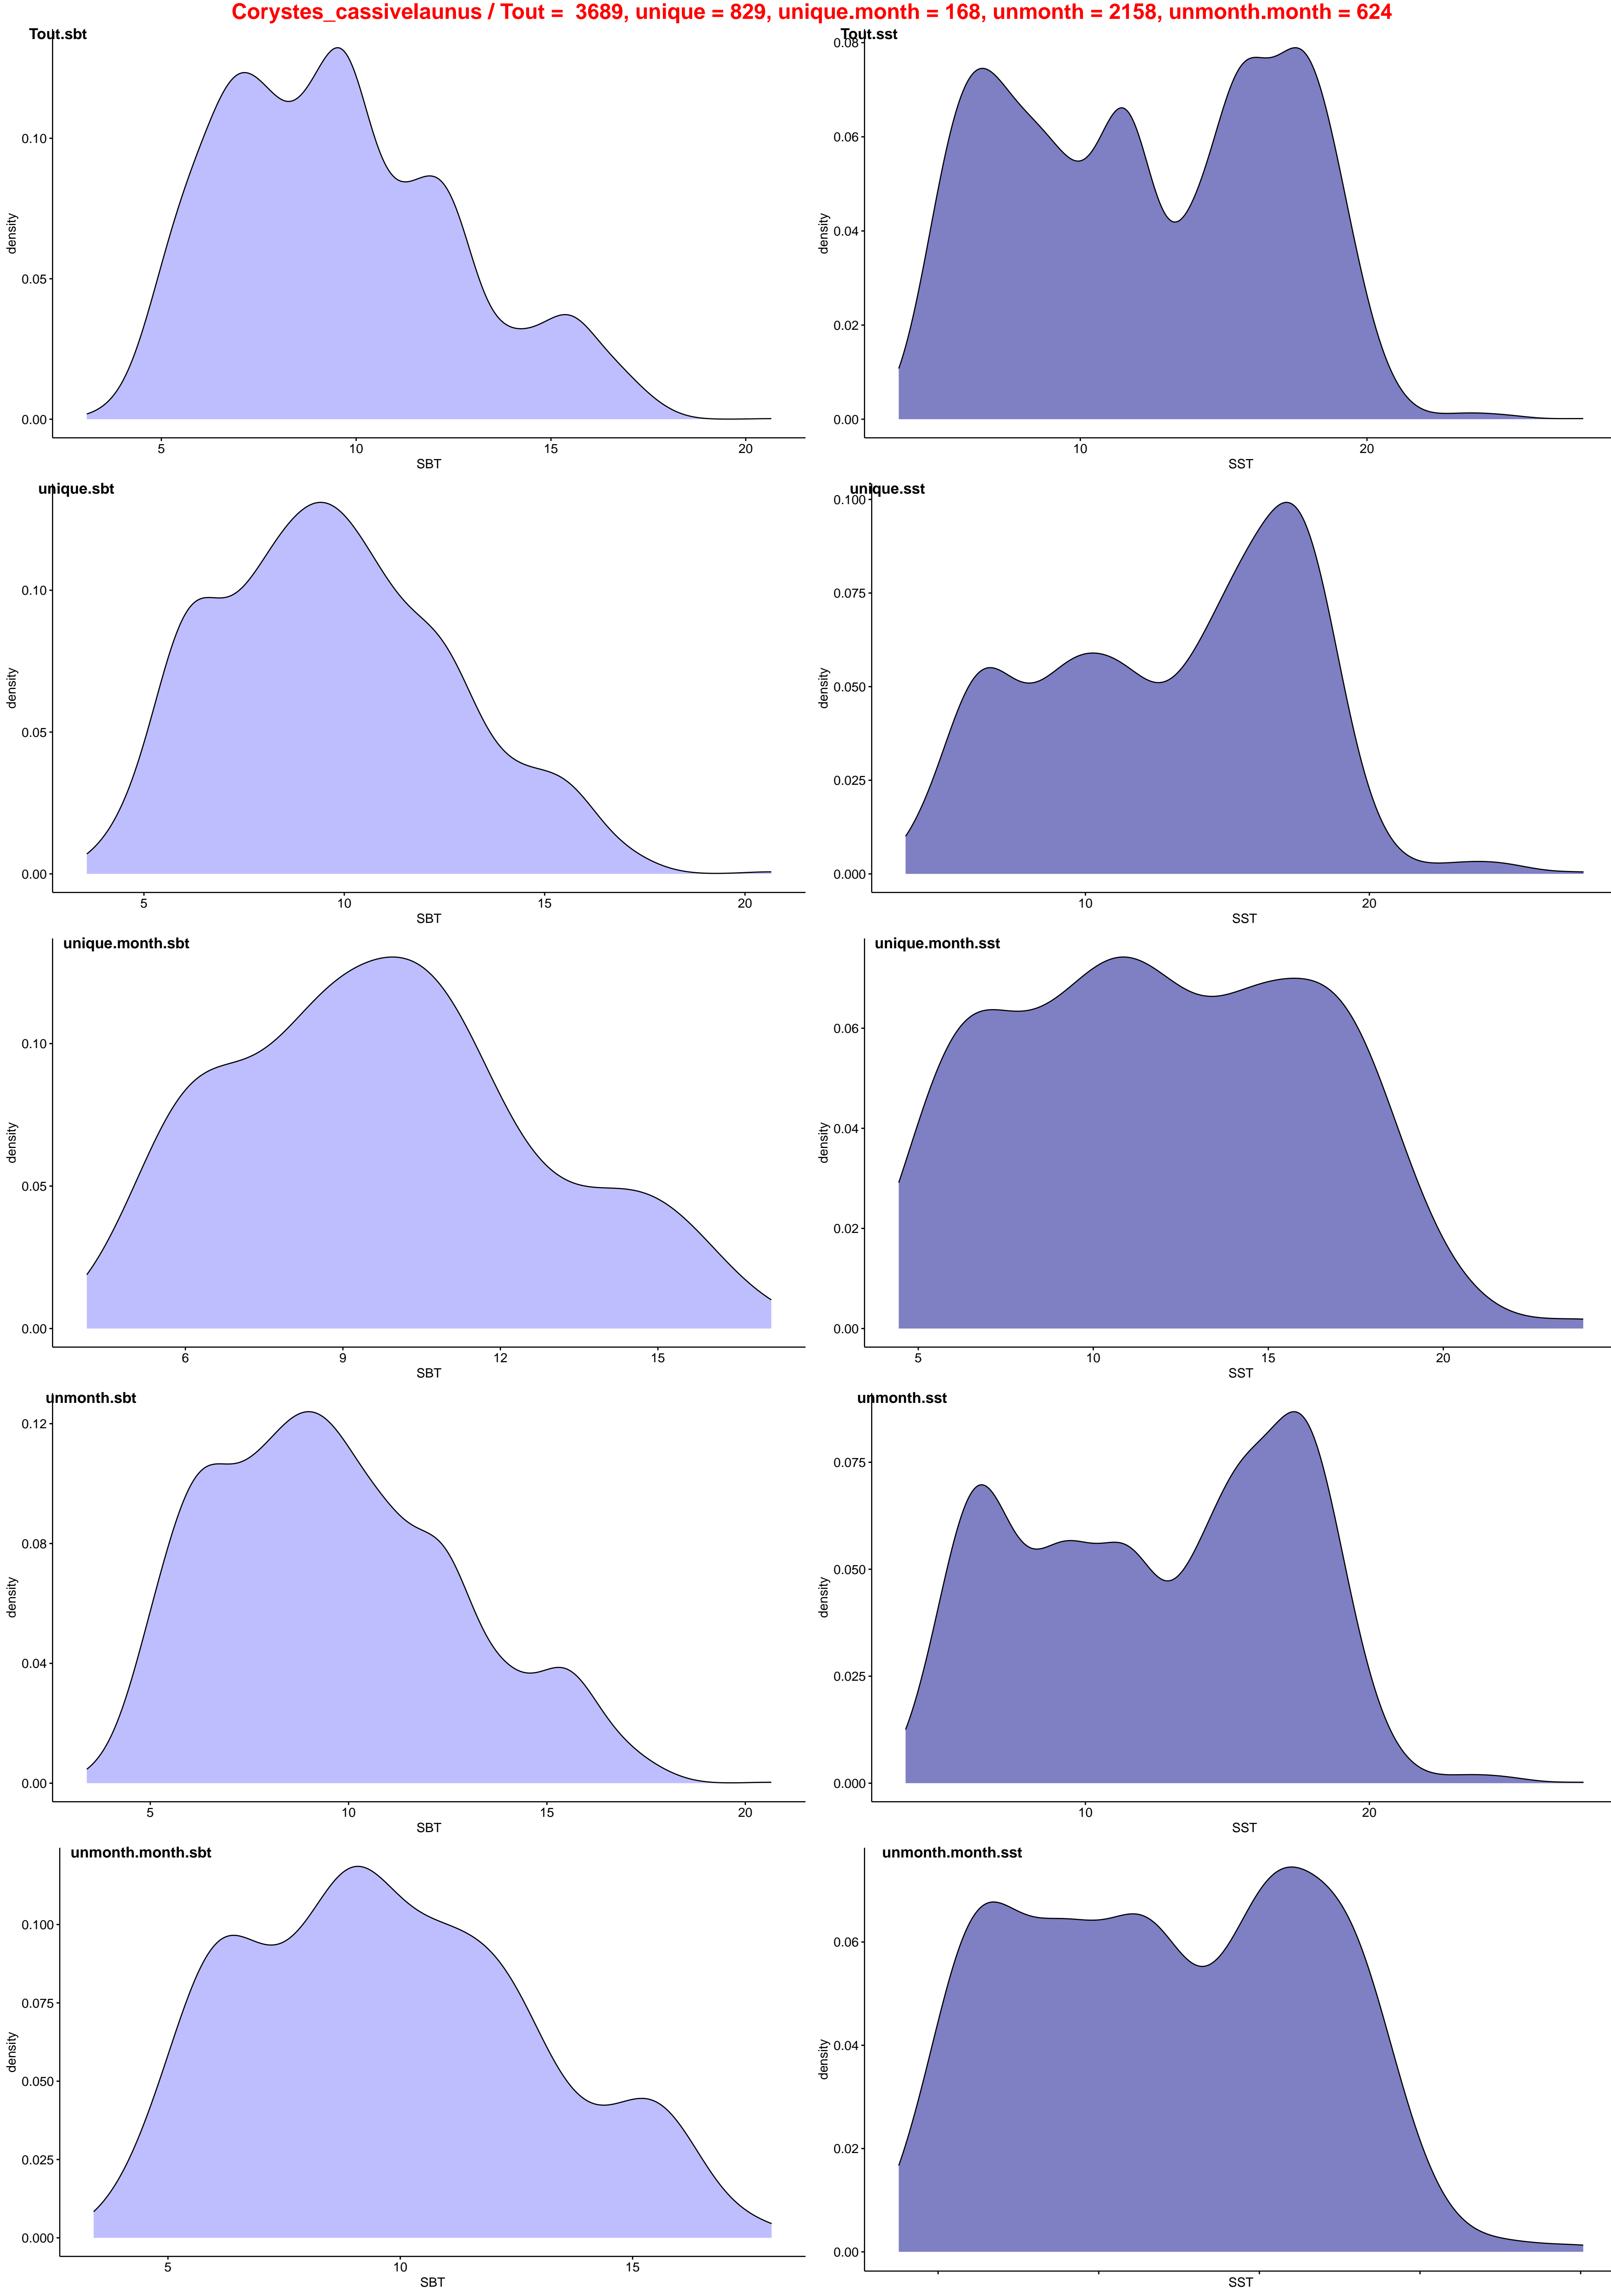 Corystes_cassivelaunus / Tout =  3689, unique = 829, unique.month = 168, unmonth = 2158, unmonth.month = 624
Tout.sbt
density
0.10
0.05
0.00
5 10 15 20
SBT
Tout.sst
density
0.08
0.06
0.04
0.02
0.00
10 20
SST
unique.sbt
density
0.10
0.05
0.00
5 10 15 20
SBT
unique.sst
density
0.100
0.075
0.050
0.025
0.000
10 20
SST
unique.month.sbt
density
0.10
0.05
0.00
6 9 12 15
SBT
unique.month.sst
density
0.06
0.04
0.02
0.00
5 10 15 20
SST
unmonth.sbt
density
0.12
0.08
0.04
0.00
5 10 15 20
SBT
unmonth.sst
density
0.075
0.050
0.025
0.000
10 20
SST
unmonth.month.sbt
density
0.100
0.075
0.050
0.025
0.000
5 10 15
SBT
unmonth.month.sst
density
0.06
0.04
0.02
0.00
SST